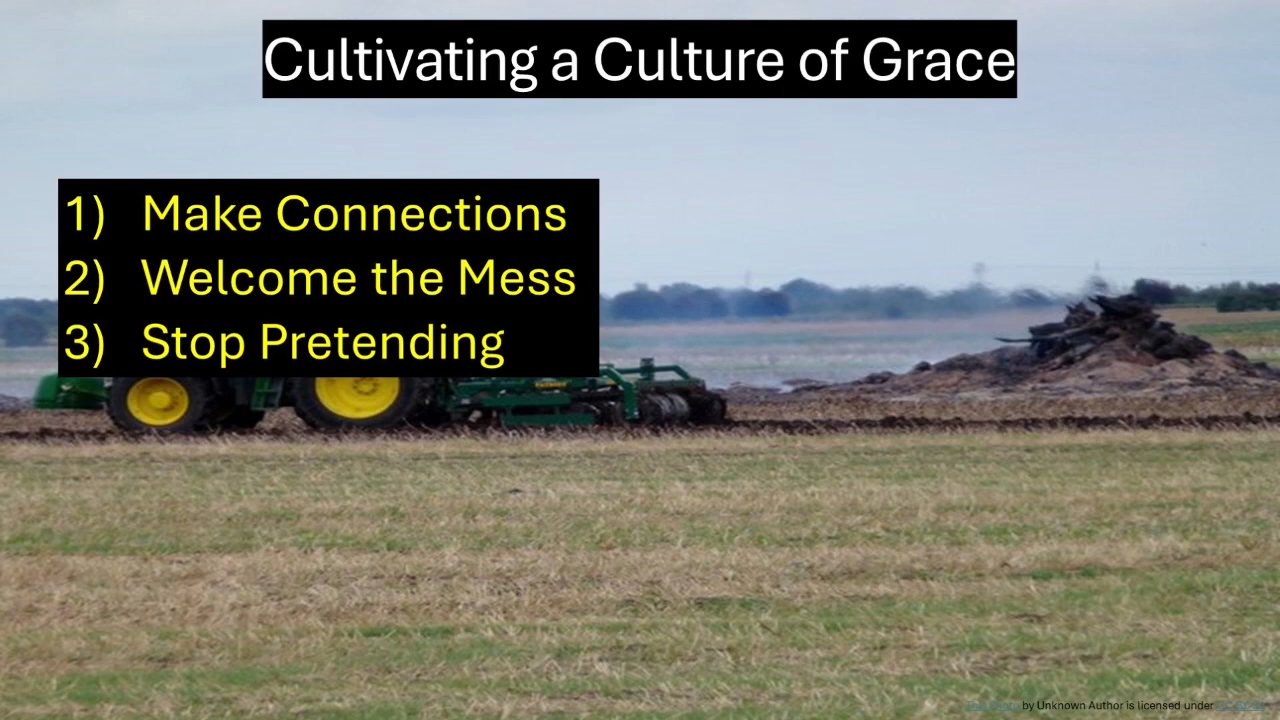 Cultivating a Culture of Grace
1) Make Connections
2) Welcome the Mess
3) Stop Pretending
by Unknown Author is licensed under